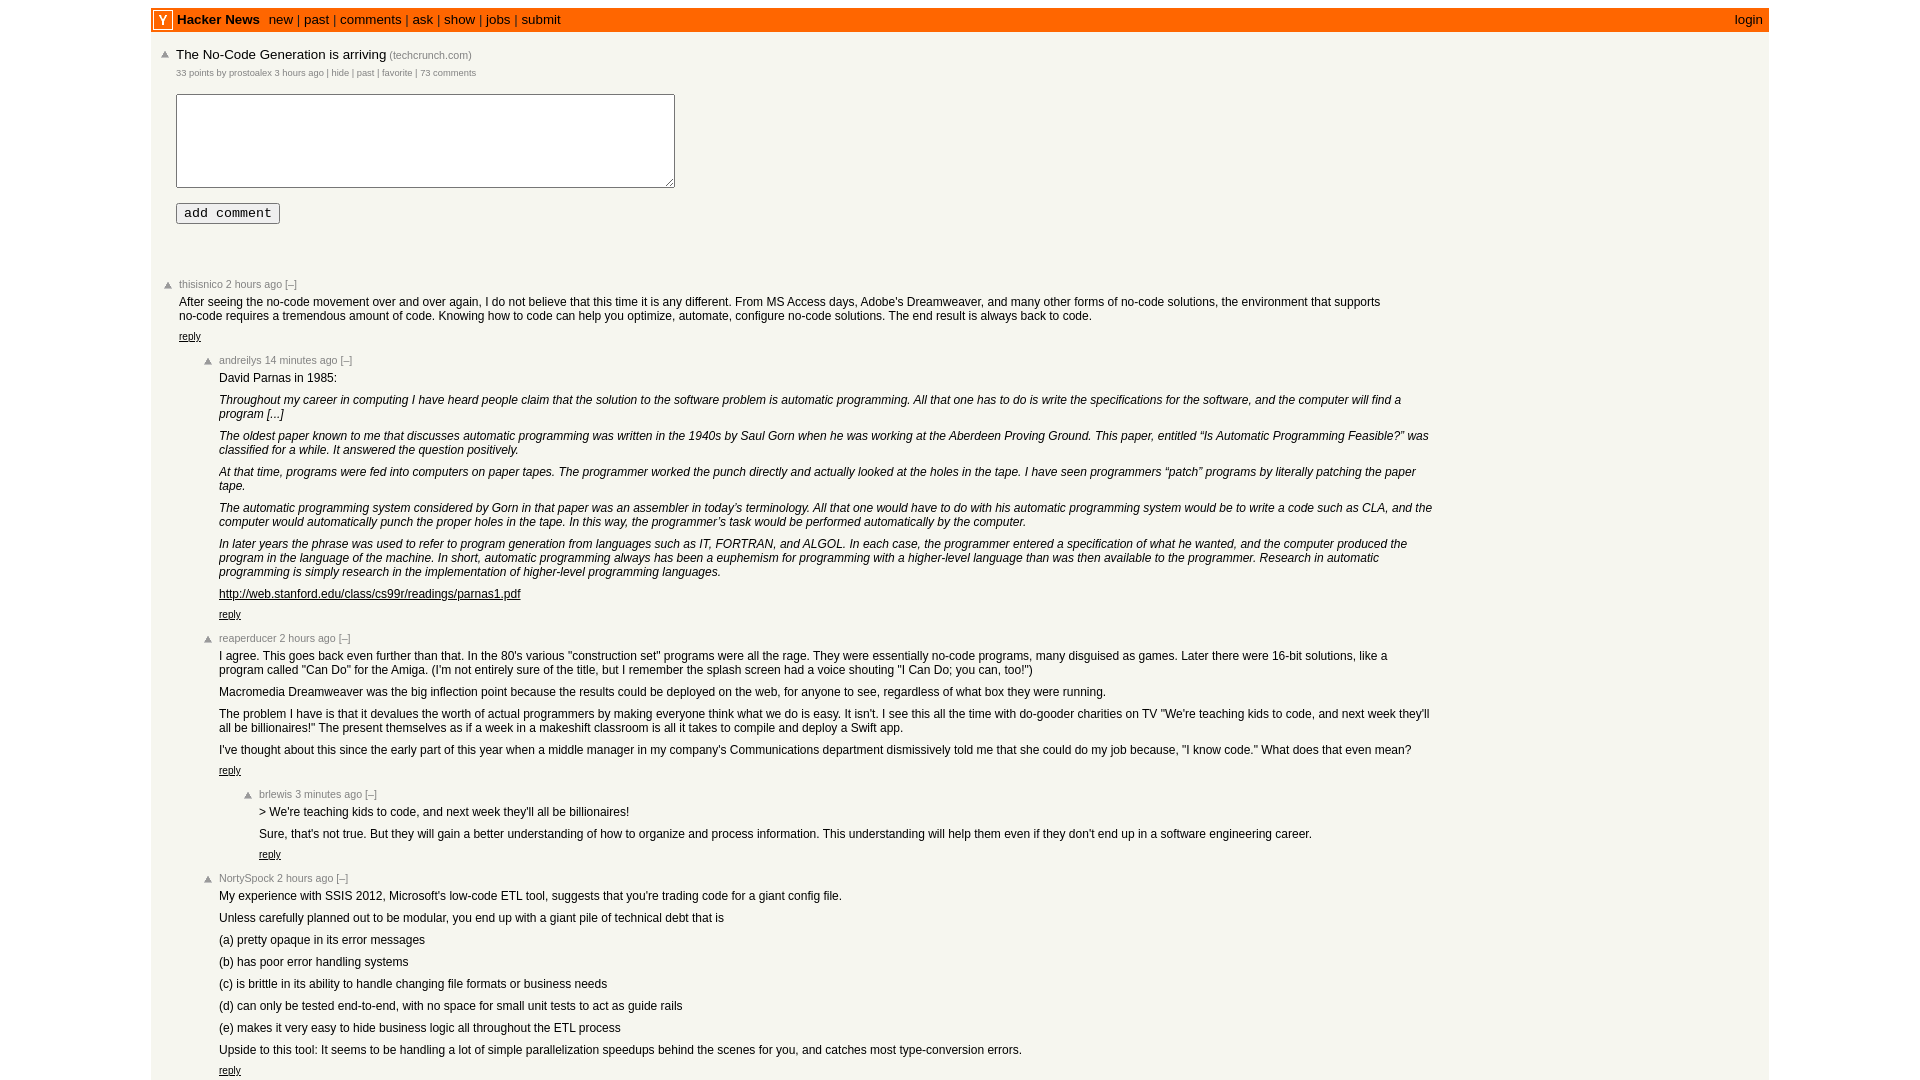 Y Hacker News new | past | comments | ask | show | jobs | submit login
The No-Code Generation is arriving (techcrunch.com)
33 points by prostoalex 3 hours ago | hide | past | favorite | 73 comments
add comment
thisisnico 2 hours ago [–]
After seeing the no-code movement over and over again, I do not believe that this time it is any different. From MS Access days, Adobe's Dreamweaver, and many other forms of no-code solutions, the environment that supports
no-code requires a tremendous amount of code. Knowing how to code can help you optimize, automate, configure no-code solutions. The end result is always back to code.
reply
andreilys 14 minutes ago [–]
David Parnas in 1985:
Throughout my career in computing I have heard people claim that the solution to the software problem is automatic programming. All that one has to do is write the specifications for the software, and the computer will find a
program [...]
The oldest paper known to me that discusses automatic programming was written in the 1940s by Saul Gorn when he was working at the Aberdeen Proving Ground. This paper, entitled “Is Automatic Programming Feasible?” was
classified for a while. It answered the question positively.
At that time, programs were fed into computers on paper tapes. The programmer worked the punch directly and actually looked at the holes in the tape. I have seen programmers “patch” programs by literally patching the paper
tape.
The automatic programming system considered by Gorn in that paper was an assembler in today’s terminology. All that one would have to do with his automatic programming system would be to write a code such as CLA, and the
computer would automatically punch the proper holes in the tape. In this way, the programmer’s task would be performed automatically by the computer.
In later years the phrase was used to refer to program generation from languages such as IT, FORTRAN, and ALGOL. In each case, the programmer entered a specification of what he wanted, and the computer produced the
program in the language of the machine. In short, automatic programming always has been a euphemism for programming with a higher-level language than was then available to the programmer. Research in automatic
programming is simply research in the implementation of higher-level programming languages.
http://web.stanford.edu/class/cs99r/readings/parnas1.pdf
reply
reaperducer 2 hours ago [–]
I agree. This goes back even further than that. In the 80's various "construction set" programs were all the rage. They were essentially no-code programs, many disguised as games. Later there were 16-bit solutions, like a
program called "Can Do" for the Amiga. (I'm not entirely sure of the title, but I remember the splash screen had a voice shouting "I Can Do; you can, too!")
Macromedia Dreamweaver was the big inflection point because the results could be deployed on the web, for anyone to see, regardless of what box they were running.
The problem I have is that it devalues the worth of actual programmers by making everyone think what we do is easy. It isn't. I see this all the time with do-gooder charities on TV "We're teaching kids to code, and next week they'll
all be billionaires!" The present themselves as if a week in a makeshift classroom is all it takes to compile and deploy a Swift app.
I've thought about this since the early part of this year when a middle manager in my company's Communications department dismissively told me that she could do my job because, "I know code." What does that even mean?
reply
brlewis 3 minutes ago [–]
> We're teaching kids to code, and next week they'll all be billionaires!
Sure, that's not true. But they will gain a better understanding of how to organize and process information. This understanding will help them even if they don't end up in a software engineering career.
reply
NortySpock 2 hours ago [–]
My experience with SSIS 2012, Microsoft's low-code ETL tool, suggests that you're trading code for a giant config file.
Unless carefully planned out to be modular, you end up with a giant pile of technical debt that is
(a) pretty opaque in its error messages
(b) has poor error handling systems
(c) is brittle in its ability to handle changing file formats or business needs
(d) can only be tested end-to-end, with no space for small unit tests to act as guide rails
(e) makes it very easy to hide business logic all throughout the ETL process
Upside to this tool: It seems to be handling a lot of simple parallelization speedups behind the scenes for you, and catches most type-conversion errors.
reply